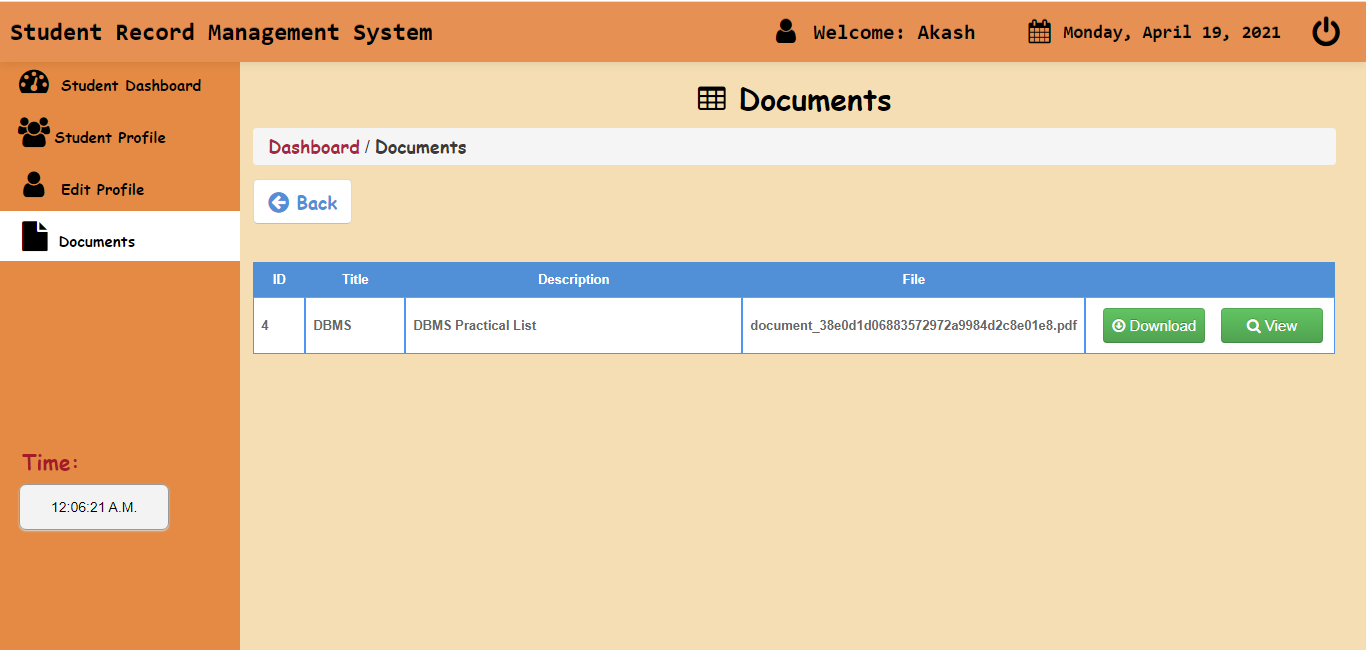 Student Record Management System
Welcome: Akash
Monday, April 19, 2021
Student Dashboard
Student Profile
Edit Profile
Documents
Time:
12:06:21 A.M.
Documents
Dashboard / Documents
Back
ID Title Description File
4 DBMS DBMS Practical List document_38e0d1d06883572972a9984d2c8e01e8.pdf Download View